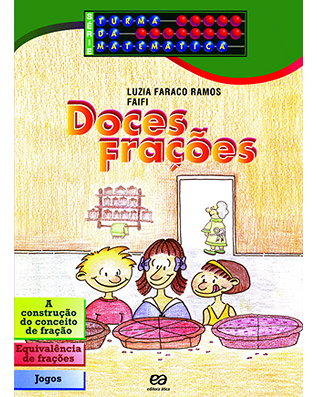 SÉRIE
TURMA
DA
MATEMÁTICA
LUZIA FARACO RAMOS
FAIFI
Doces
Frações
A
construção
do conceito
de fração
Equivalência
de frações
Jogos
ea
editora ática